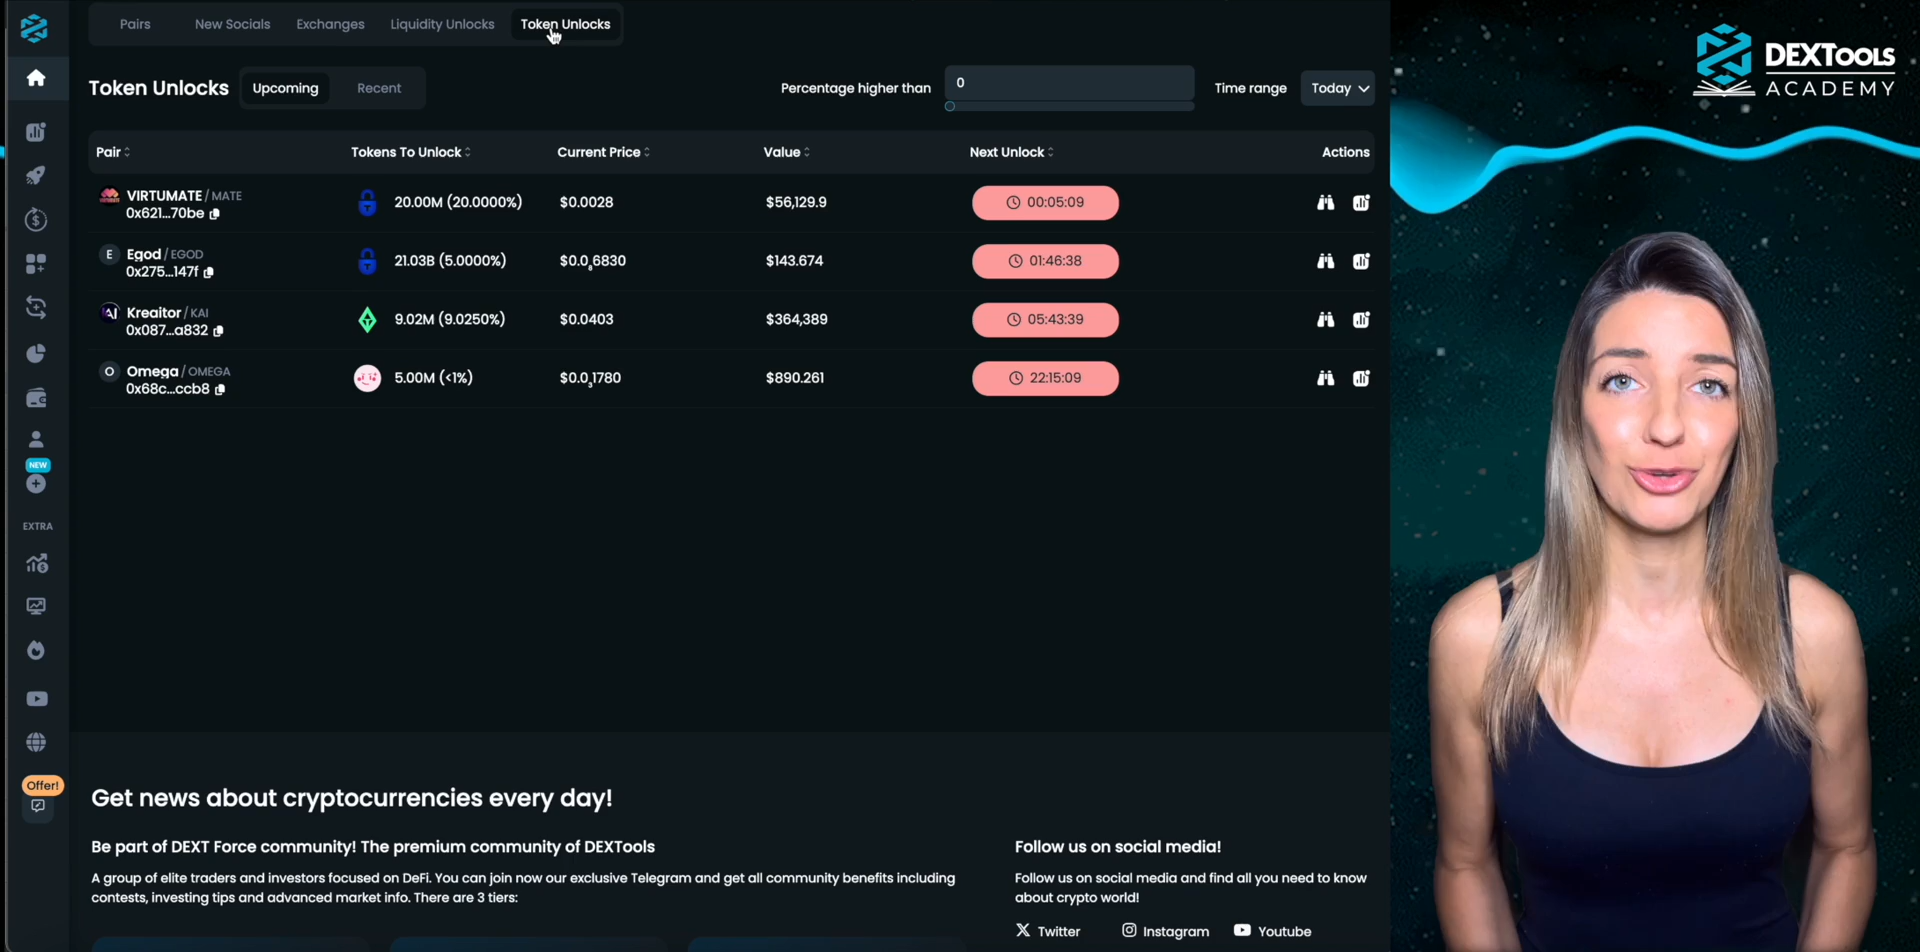 Pairs New Socials Exchanges Liquidity Unlocks Token Unlocks
DEXTOOLS
ACADEMY
Token Unlocks Upcoming Recent Percentage higher than 0 Time range Today
Pair Tokens To Unlock Current Price Value Next Unlock Actions
VIRTUMATE / MATE 20.00M (20.0000%) $0.0028 $56,129.9 00:05:09
0x621...70be
E Egod / EGOD 21.03B (5.0000%) $0.0₈6830 $143.674 01:46:38
0x275...147f
AI Kreaitor / KAI 9.02M (9.0250%) $0.0403 $364,389 05:43:39
0x087...a832
O Omega / OMEGA 5.00M (<1%) $0.0₃1780 $890.261 22:15:09
0x68c...ccb8
NEW
EXTRA
Offer!
Get news about cryptocurrencies every day!
Be part of DEXT Force community! The premium community of DEXTools
A group of elite traders and investors focused on DeFi. You can join now our exclusive Telegram and get all community benefits including
contests, investing tips and advanced market info. There are 3 tiers:
Follow us on social media!
Follow us on social media and find all you need to know
about crypto world!
Twitter Instagram Youtube